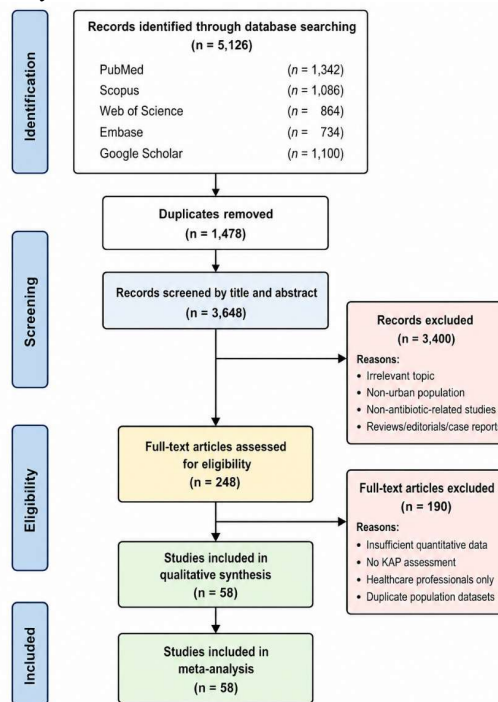 Identification
Records identified through database searching
(n = 5,126)
PubMed (n = 1,342)
Scopus (n = 1,086)
Web of Science (n = 864)
Embase (n = 734)
Google Scholar (n = 1,100)
Duplicates removed
(n = 1,478)
Screening
Records screened by title and abstract
(n = 3,648)
Records excluded
(n = 3,400)
Reasons:
• Irrelevant topic
• Non-urban population
• Non-antibiotic-related studies
• Reviews/editorials/case report
Eligibility
Full-text articles assessed
for eligibility
(n = 248)
Full-text articles excluded
(n = 190)
Reasons:
• Insufficient quantitative data
• No KAP assessment
• Healthcare professionals only
• Duplicate population datasets
Studies included in
qualitative synthesis
(n = 58)
Included
Studies included in
meta-analysis
(n = 58)